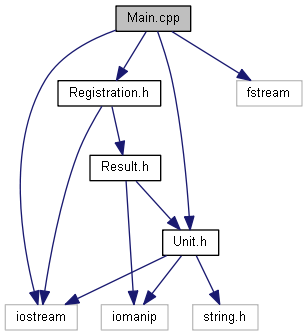 Main.cpp
Registration.h
fstream
Result.h
Unit.h
iostream
iomanip
string.h